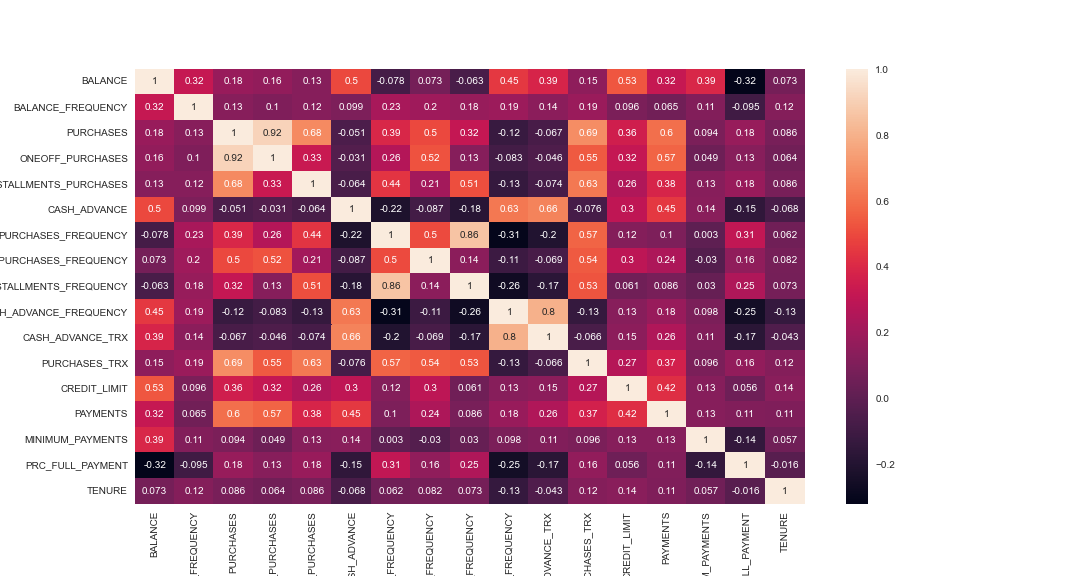 BALANCE 1 0.32 0.18 0.16 0.13 0.5 -0.078 0.073 -0.063 0.45 0.39 0.15 0.53 0.32 0.39 -0.32 0.073
BALANCE_FREQUENCY 0.32 1 0.13 0.1 0.12 0.099 0.23 0.2 0.18 0.19 0.14 0.19 0.096 0.065 0.11 -0.095 0.12
PURCHASES 0.18 0.13 1 0.92 0.68 -0.051 0.39 0.5 0.32 -0.12 -0.067 0.69 0.36 0.6 0.094 0.18 0.086
ONEOFF_PURCHASES 0.16 0.1 0.92 1 0.33 -0.031 0.26 0.52 0.13 -0.083 -0.046 0.55 0.32 0.57 0.049 0.13 0.064
STALLMENTS_PURCHASES 0.13 0.12 0.68 0.33 1 -0.064 0.44 0.21 0.51 -0.13 -0.074 0.63 0.26 0.38 0.13 0.18 0.086
CASH_ADVANCE 0.5 0.099 -0.051 -0.031 -0.064 1 -0.22 -0.087 -0.18 0.63 0.66 -0.076 0.3 0.45 0.14 -0.15 -0.068
PURCHASES_FREQUENCY -0.078 0.23 0.39 0.26 0.44 -0.22 1 0.5 0.86 -0.31 -0.2 0.57 0.12 0.1 0.003 0.31 0.062
PURCHASES_FREQUENCY 0.073 0.2 0.5 0.52 0.21 -0.087 0.5 1 0.14 -0.11 -0.069 0.54 0.3 0.24 -0.03 0.16 0.082
STALLMENTS_FREQUENCY -0.063 0.18 0.32 0.13 0.51 -0.18 0.86 0.14 1 -0.26 -0.17 0.53 0.061 0.086 0.03 0.25 0.073
H_ADVANCE_FREQUENCY 0.45 0.19 -0.12 -0.083 -0.13 0.63 -0.31 -0.11 -0.26 1 0.8 -0.13 0.13 0.18 0.098 -0.25 -0.13
CASH_ADVANCE_TRX 0.39 0.14 -0.067 -0.046 -0.074 0.66 -0.2 -0.069 -0.17 0.8 1 -0.066 0.15 0.26 0.11 -0.17 -0.043
PURCHASES_TRX 0.15 0.19 0.69 0.55 0.63 -0.076 0.57 0.54 0.53 -0.13 -0.066 1 0.27 0.37 0.096 0.16 0.12
CREDIT_LIMIT 0.53 0.096 0.36 0.32 0.26 0.3 0.12 0.3 0.061 0.13 0.15 0.27 1 0.42 0.13 0.056 0.14
PAYMENTS 0.32 0.065 0.6 0.57 0.38 0.45 0.1 0.24 0.086 0.18 0.26 0.37 0.42 1 0.13 0.11 0.11
MINIMUM_PAYMENTS 0.39 0.11 0.094 0.049 0.13 0.14 0.003 -0.03 0.03 0.098 0.11 0.096 0.13 0.13 1 -0.14 0.057
PRC_FULL_PAYMENT -0.32 -0.095 0.18 0.13 0.18 -0.15 0.31 0.16 0.25 -0.25 -0.17 0.16 0.056 0.11 -0.14 1 -0.016
TENURE 0.073 0.12 0.086 0.064 0.086 -0.068 0.062 0.082 0.073 -0.13 -0.043 0.12 0.14 0.11 0.057 -0.016 1
BALANCE
_FREQUENCY
PURCHASES
_PURCHASES
_PURCHASES
SH_ADVANCE
_FREQUENCY
_FREQUENCY
_FREQUENCY
_FREQUENCY
DVANCE_TRX
CHASES_TRX
CREDIT_LIMIT
PAYMENTS
M_PAYMENTS
LL_PAYMENT
TENURE
1.0
0.8
0.6
0.4
0.2
0.0
−0.2